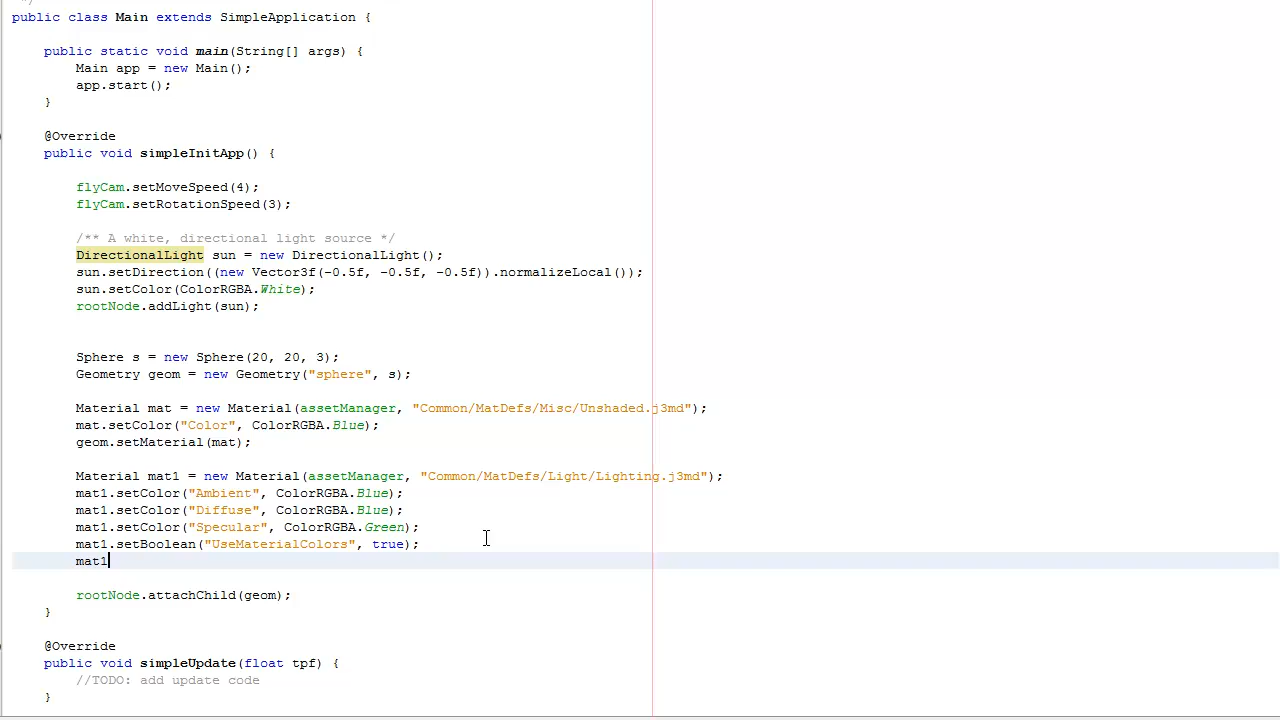 */
public class Main extends SimpleApplication {
public static void main(String[] args) {
Main app = new Main();
app.start();
}
@Override
public void simpleInitApp() {
flyCam.setMoveSpeed(4);
flyCam.setRotationSpeed(3);
/** A white, directional light source */
DirectionalLight sun = new DirectionalLight();
sun.setDirection((new Vector3f(-0.5f, -0.5f, -0.5f)).normalizeLocal());
sun.setColor(ColorRGBA.White);
rootNode.addLight(sun);
Sphere s = new Sphere(20, 20, 3);
Geometry geom = new Geometry("sphere", s);
Material mat = new Material(assetManager, "Common/MatDefs/Misc/Unshaded.j3md");
mat.setColor("Color", ColorRGBA.Blue);
geom.setMaterial(mat);
Material mat1 = new Material(assetManager, "Common/MatDefs/Light/Lighting.j3md");
mat1.setColor("Ambient", ColorRGBA.Blue);
mat1.setColor("Diffuse", ColorRGBA.Blue);
mat1.setColor("Specular", ColorRGBA.Green);
mat1.setBoolean("UseMaterialColors", true);
mat1
rootNode.attachChild(geom);
}
@Override
public void simpleUpdate(float tpf) {
//TODO: add update code
}